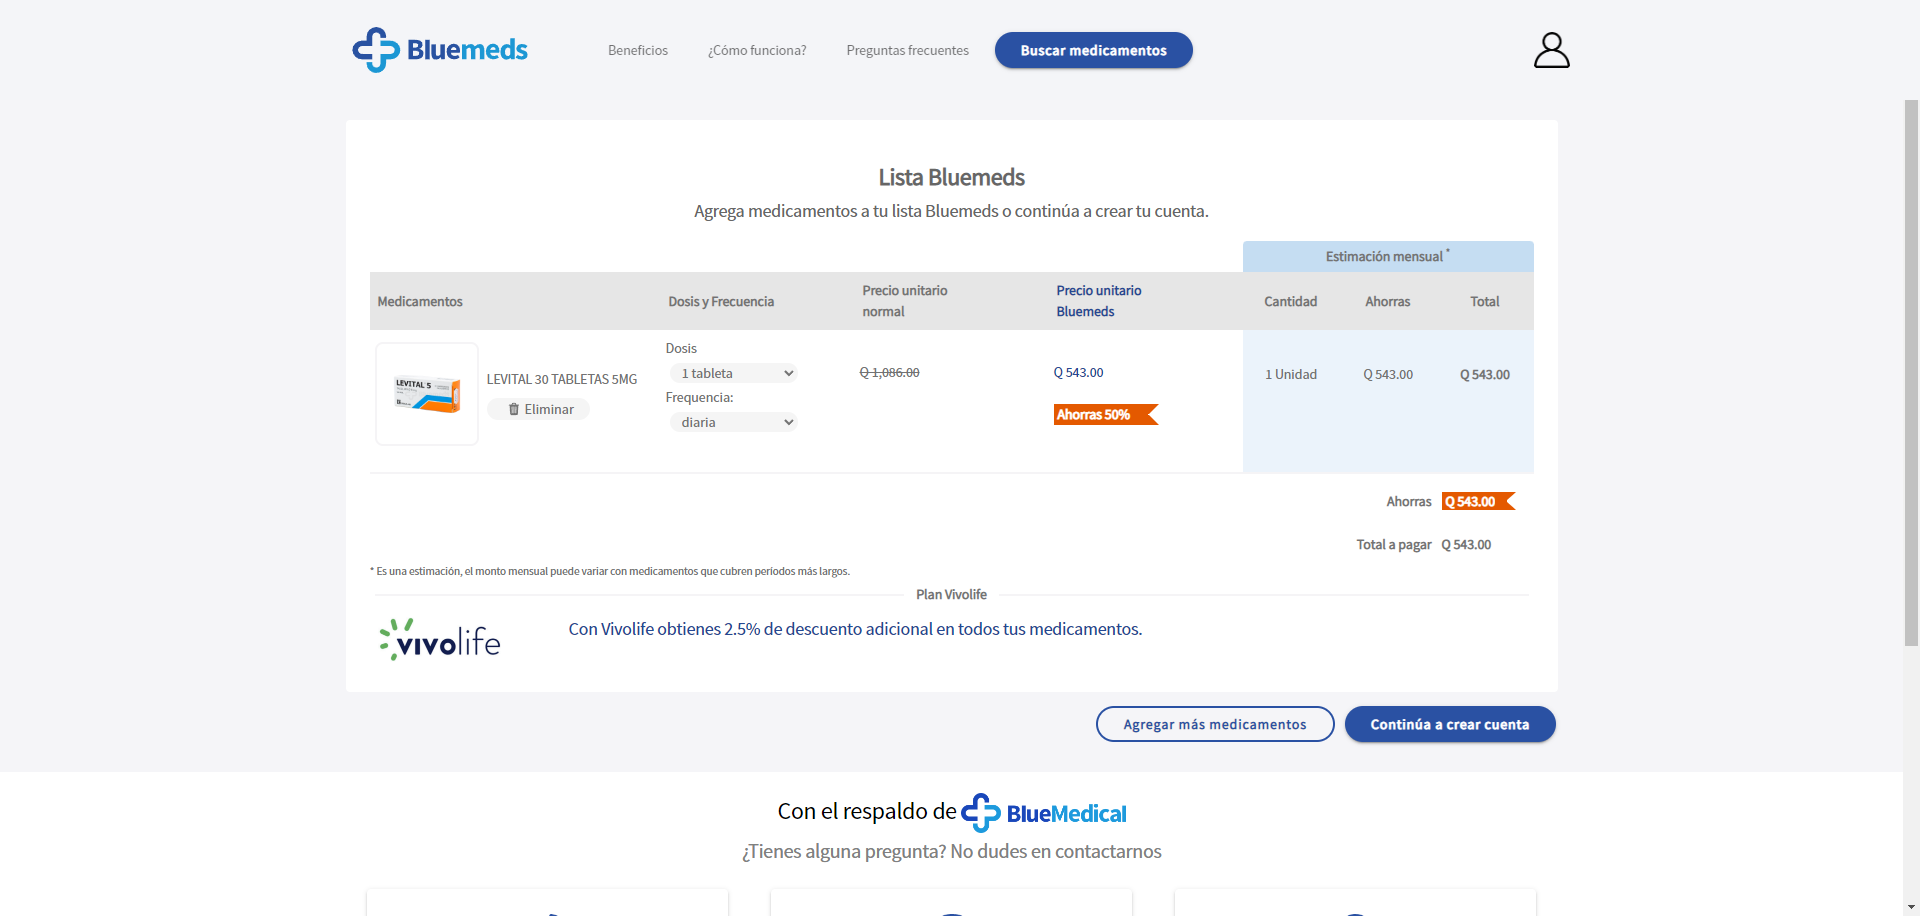 Bluemeds
Beneficios
¿Cómo funciona?
Preguntas frecuentes
Buscar medicamentos
Lista Bluemeds
Agrega medicamentos a tu lista Bluemeds o continúa a crear tu cuenta.
Estimación mensual *
Medicamentos
Dosis y Frecuencia
Precio unitario
normal
Precio unitario
Bluemeds
Cantidad
Ahorras
Total
LEVITAL 5
LEVITAL 30 TABLETAS 5MG
Eliminar
Dosis
1 tableta
Frequencia:
diaria
Q 1,086.00
Q 543.00
Ahorras 50%
1 Unidad
Q 543.00
Q 543.00
Ahorras Q 543.00
Total a pagar Q 543.00
* Es una estimación, el monto mensual puede variar con medicamentos que cubren períodos más largos.
Plan Vivolife
vivolife
Con Vivolife obtienes 2.5% de descuento adicional en todos tus medicamentos.
Agregar más medicamentos
Continúa a crear cuenta
Con el respaldo de BlueMedical
¿Tienes alguna pregunta? No dudes en contactarnos